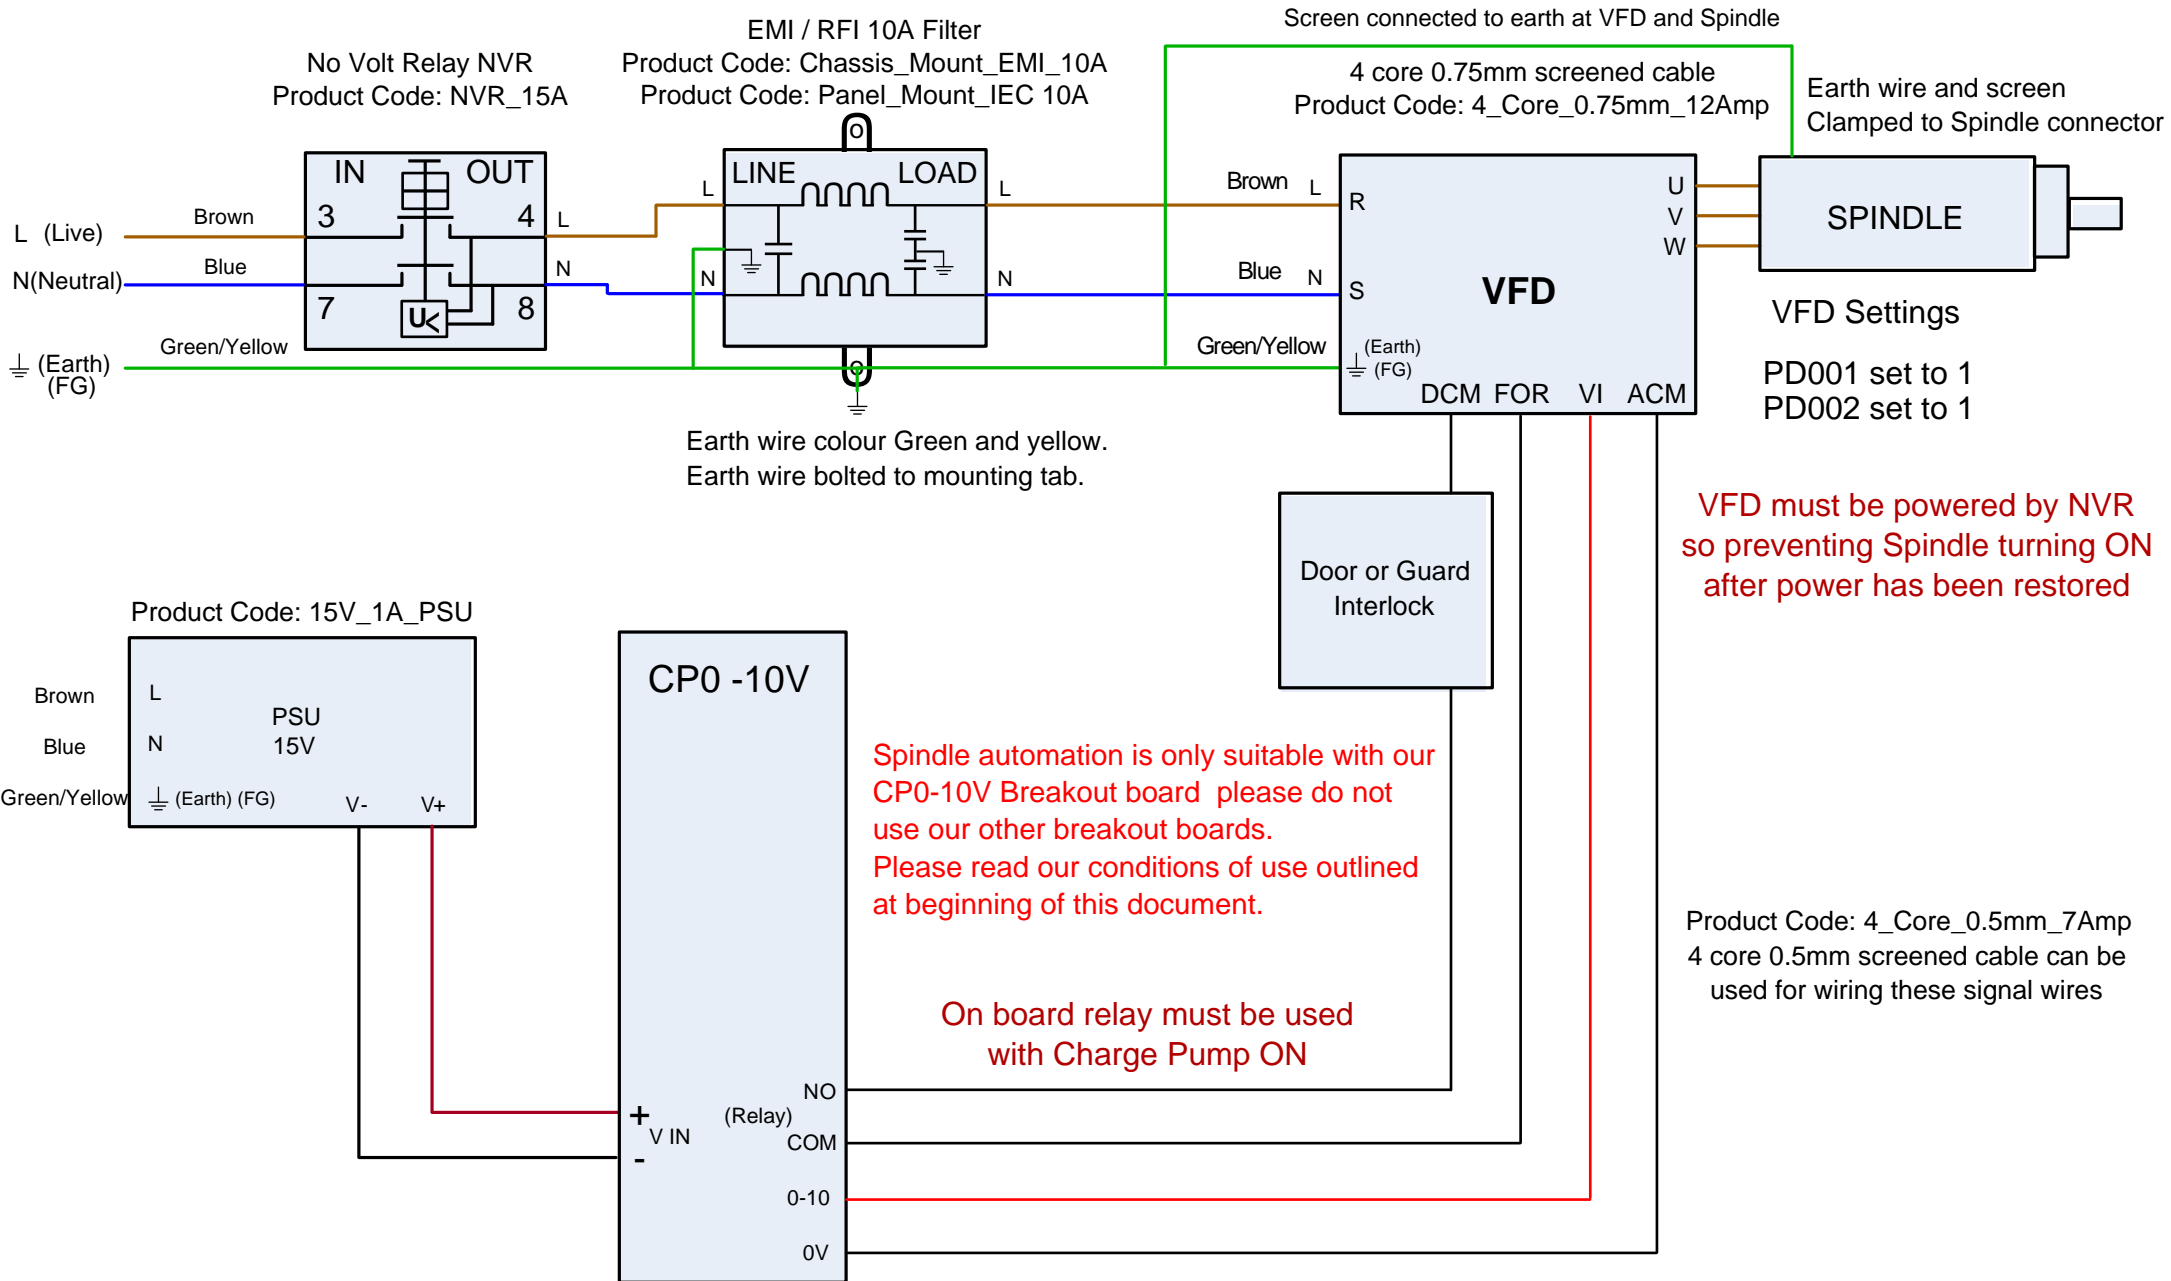 Screen connected to earth at VFD and Spindle
EMI / RFI 10A Filter
Product Code: Chassis_Mount_EMI_10A
Product Code: Panel_Mount_IEC 10A
No Volt Relay NVR
Product Code: NVR_15A
4 core 0.75mm screened cable
Product Code: 4_Core_0.75mm_12Amp
Earth wire and screen
Clamped to Spindle connector
IN OUT
3 4
7 8
U<
L (Live)
Brown
N(Neutral)
Blue
(Earth)
(FG)
Green/Yellow
L
N
LINE LOAD
L
N
L
N
Brown L
Blue N
Green/Yellow
R
S
VFD
(Earth)
(FG)
U
V
W
DCM FOR VI ACM
SPINDLE
VFD Settings
PD001 set to 1
PD002 set to 1
Earth wire colour Green and yellow.
Earth wire bolted to mounting tab.
VFD must be powered by NVR
so preventing Spindle turning ON
after power has been restored
Door or Guard
Interlock
Product Code: 15V_1A_PSU
Brown
Blue
Green/Yellow
L
N
PSU
15V
(Earth) (FG)
V- V+
CP0 -10V
Spindle automation is only suitable with our
CP0-10V Breakout board please do not
use our other breakout boards.
Please read our conditions of use outlined
at beginning of this document.
Product Code: 4_Core_0.5mm_7Amp
4 core 0.5mm screened cable can be
used for wiring these signal wires
On board relay must be used
with Charge Pump ON
+
V IN
-
NO
(Relay)
COM
0-10
0V